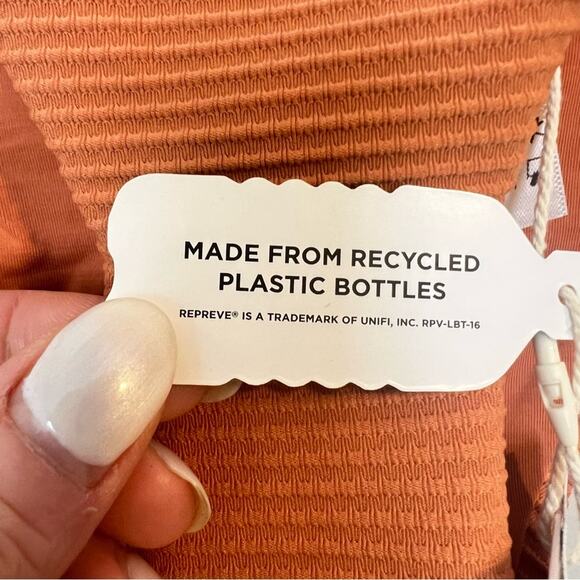 MADE FROM RECYCLED
PLASTIC BOTTLES
REPREVE® IS A TRADEMARK OF UNIFI, INC. RPV-LBT-16